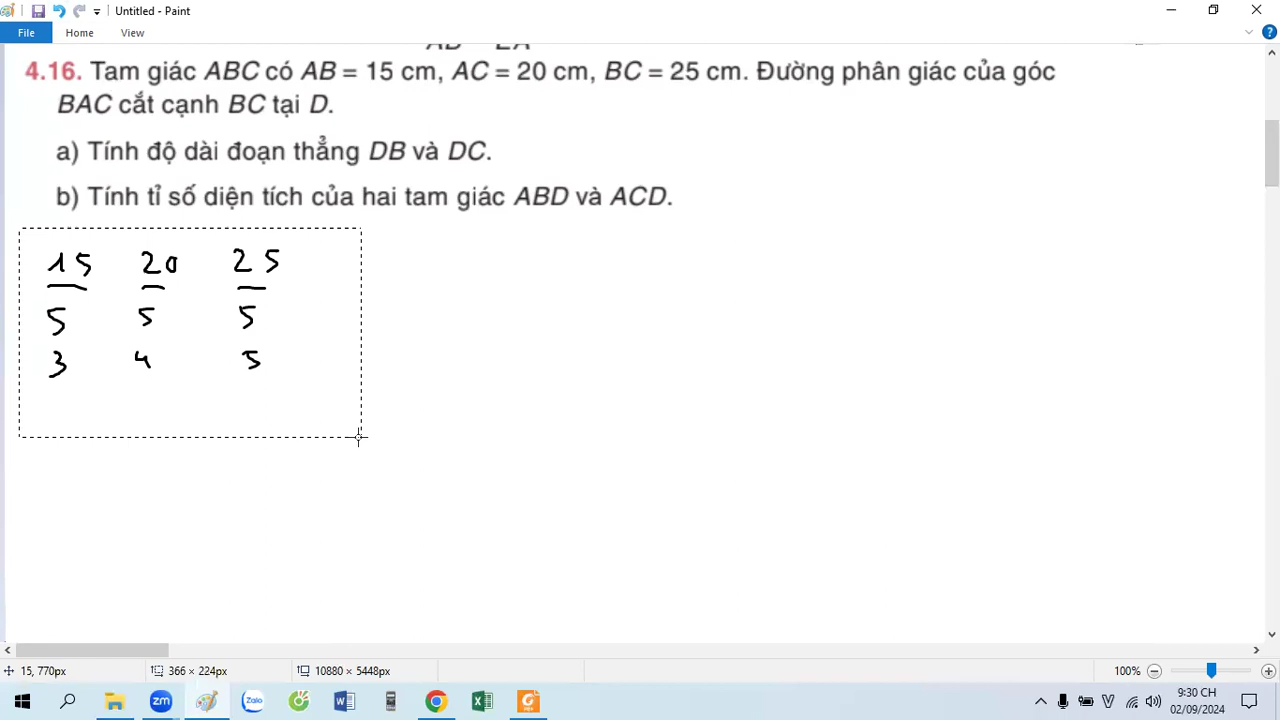 Untitled - Paint
File Home View
4.16. Tam giác ABC có AB = 15 cm, AC = 20 cm, BC = 25 cm. Đường phân giác của góc
BAC cắt cạnh BC tại D.
a) Tính độ dài đoạn thẳng DB và DC.
b) Tính tỉ số diện tích của hai tam giác ABD và ACD.
15 20 25
5 5 5
3 4 5
15, 770px 366 × 224px 10880 × 5448px 100%
zm Zalo
9:30 CH
02/09/2024